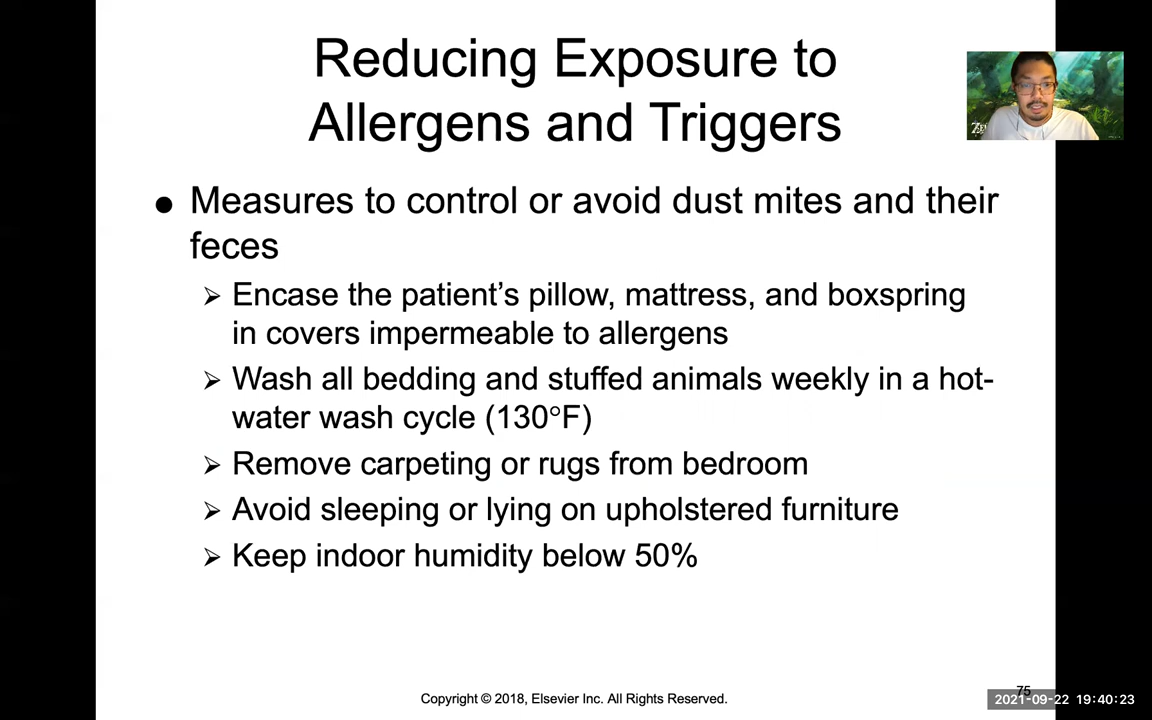 Reducing Exposure to
Allergens and Triggers
● Measures to control or avoid dust mites and their
feces
➢ Encase the patient’s pillow, mattress, and boxspring
in covers impermeable to allergens
➢ Wash all bedding and stuffed animals weekly in a hot-
water wash cycle (130°F)
➢ Remove carpeting or rugs from bedroom
➢ Avoid sleeping or lying on upholstered furniture
➢ Keep indoor humidity below 50%
Copyright © 2018, Elsevier Inc. All Rights Reserved.
75
2021-09-22 19:40:23